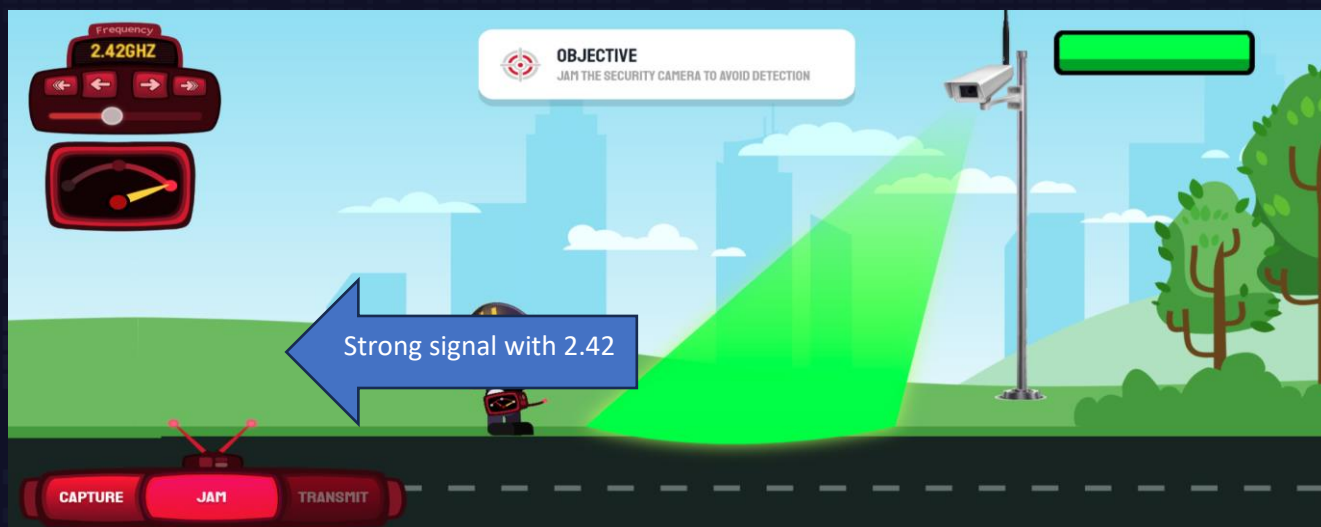 Frequency
2.42GHZ
OBJECTIVE
JAM THE SECURITY CAMERA TO AVOID DETECTION
Strong signal with 2.42
CAPTURE
JAM
TRANSMIT